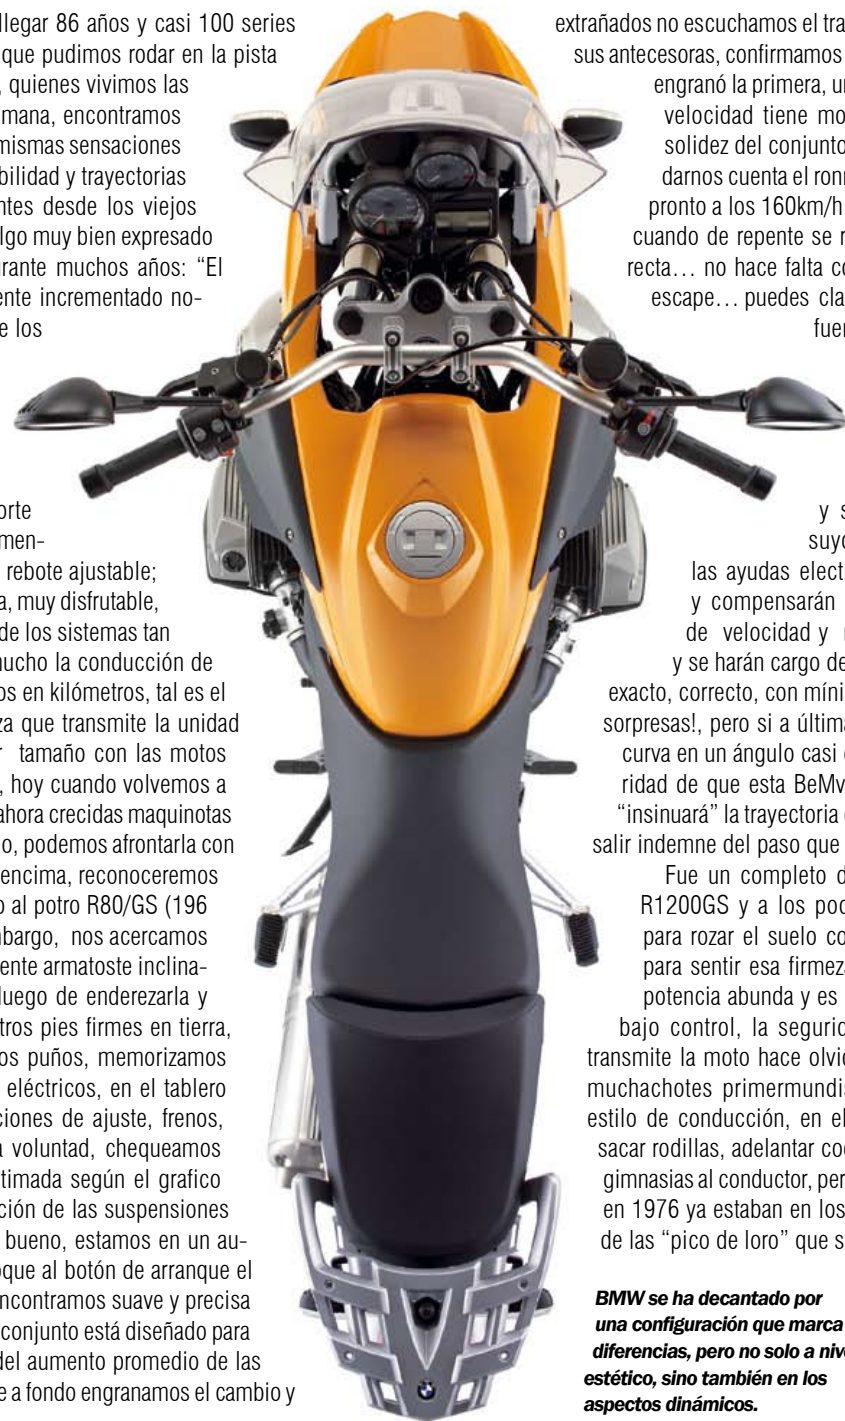 llegar 86 años y casi 100 series
que pudimos rodar en la pista
, quienes vivimos las
mana, encontramos
mismas sensaciones
bilidad y trayectorias
ntes desde los viejos
lgo muy bien expresado
urante muchos años: “El
ente incrementado no-
e los
orte
men-
rebote ajustable;
a, muy disfrutable,
de los sistemas tan
nucho la conducción de
os en kilómetros, tal es el
za que transmite la unidad
r tamaño con las motos
, hoy cuando volvemos a
ahora crecidas maquinotas
o, podemos afrontarla con
encima, reconoceremos
o al potro R80/GS (196
mbargo, nos acercamos
ente armatoste inclina-
luego de enderezarla y
tros pies firmes en tierra,
os puños, memorizamos
eléctricos, en el tablero
ciones de ajuste, frenos,
a voluntad, chequeamos
timada según el grafico
ción de las suspensiones
bueno, estamos en un au-
oque al botón de arranque el
ncontramos suave y precisa
conjunto está diseñado para
del aumento promedio de las
e a fondo engranamos el cambio y
extrañados no escuchamos el tra
sus antecesoras, confirmamos
engranó la primera, un
velocidad tiene mo
solidez del conjunto
darnos cuenta el ronr
pronto a los 160km/h
cuando de repente se r
recta… no hace falta co
escape… puedes cla
fuer
y s
suyo
las ayudas elect
y compensarán
de velocidad y r
y se harán cargo de
exacto, correcto, con míni
sorpresas!, pero si a última
curva en un ángulo casi
ridad de que esta BeMv
“insinuará” la trayectoria
salir indemne del paso que
Fue un completo d
R1200GS y a los poc
para rozar el suelo co
para sentir esa firmeza
potencia abunda y es
bajo control, la segurid
transmite la moto hace olvid
muchachotes primermundis
estilo de conducción, en el
sacar rodillas, adelantar coo
gimnasias al conductor, per
en 1976 ya estaban en los
de las “pico de loro” que s
BMW se ha decantado por
una configuración que marca
diferencias, pero no solo a nive
estético, sino también en los
aspectos dinámicos.